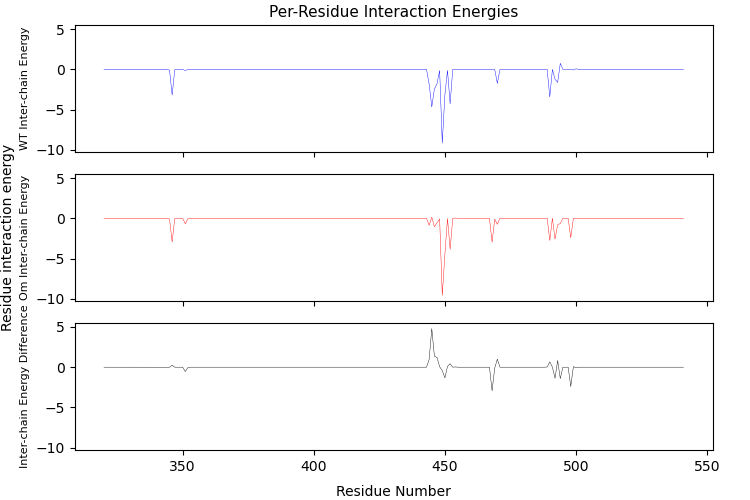 Per-Residue Interaction Energies
Residue interaction energy
WT Inter-chain Energy
5
0
−5
−10
Om Inter-chain Energy
5
0
−5
−10
Inter-chain Energy Difference
5
0
−5
−10
350
400
450
500
550
Residue Number